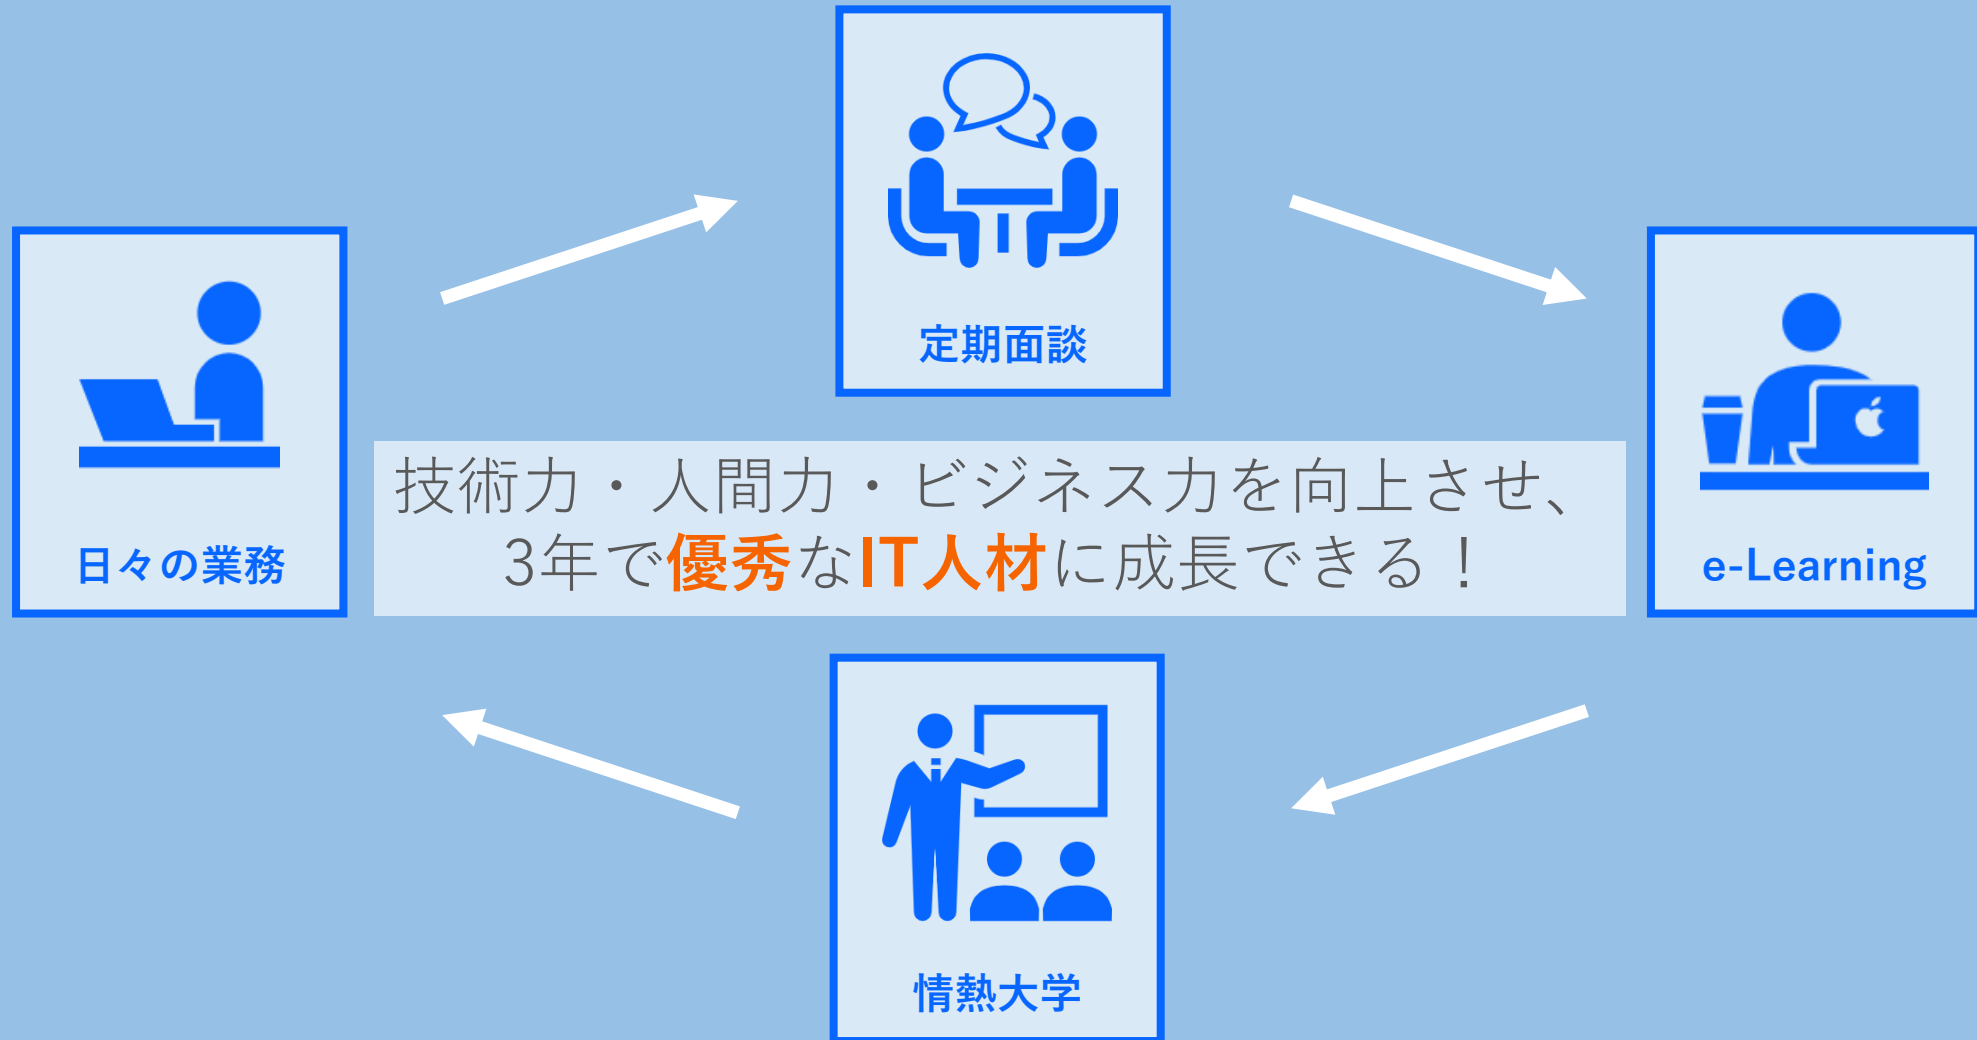 定期面談
日々の業務
e-Learning
技術力・人間力・ビジネス力を向上させ、
3年で優秀なIT人材に成長できる！
情熱大学